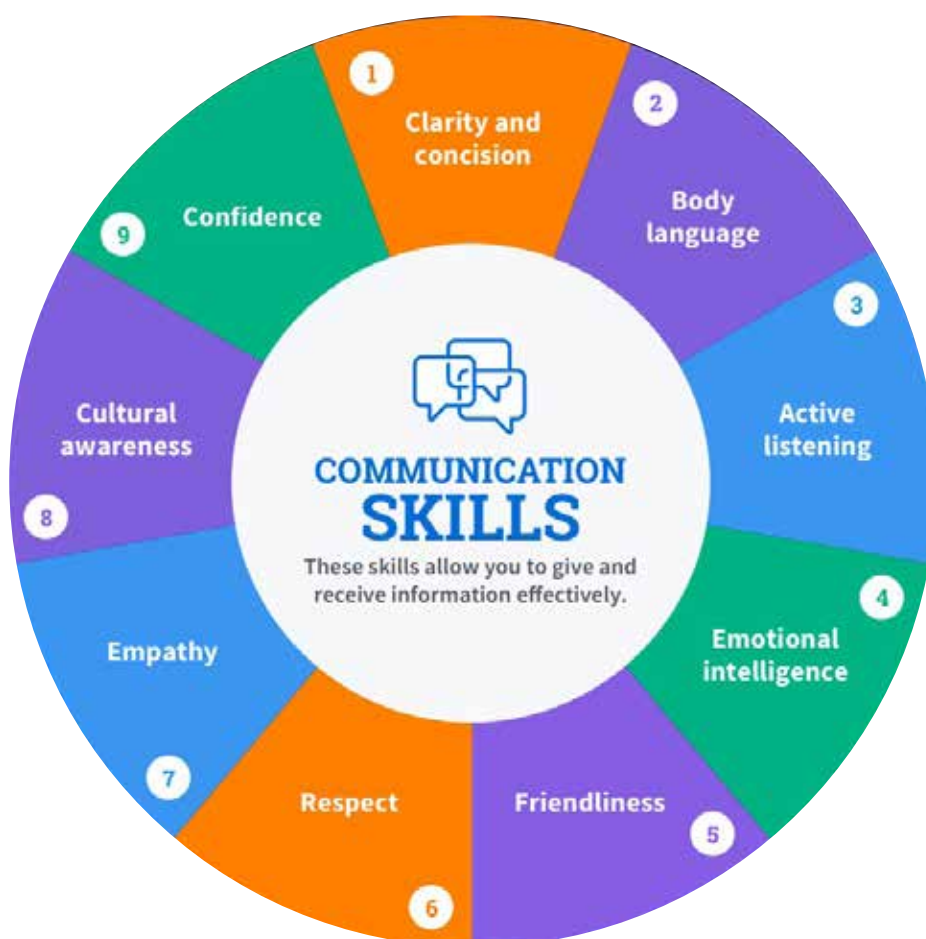 1
Clarity and
concision
2
Body
language
3
Active
listening
4
Emotional
intelligence
5
Friendliness
6
Respect
7
Empathy
8
Cultural
awareness
9
Confidence
COMMUNICATION
SKILLS
These skills allow you to give and
receive information effectively.